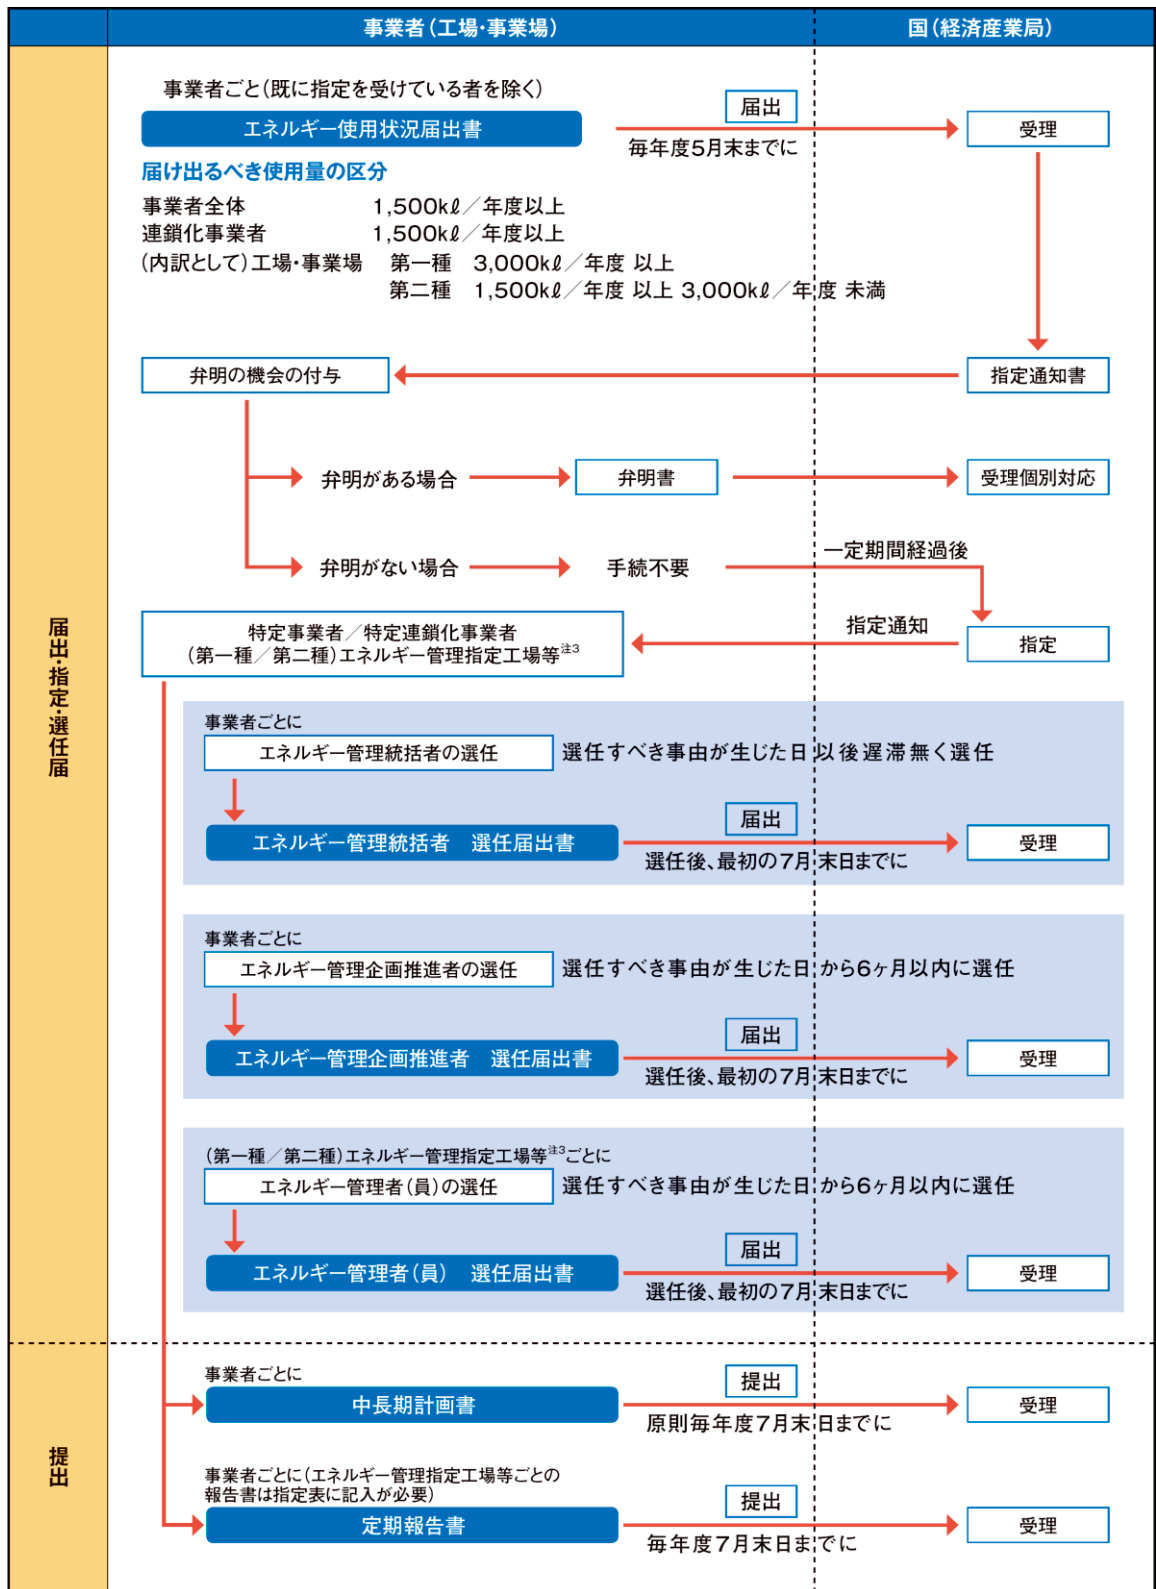 事業者（工場・事業場）
国（経済産業局）
届出・指定・選任届
事業者ごと（既に指定を受けている者を除く）
エネルギー使用状況届出書
届出
毎年度5月末までに
受理
届け出るべき使用量の区分
事業者全体 1,500kℓ／年度以上
連鎖化事業者 1,500kℓ／年度以上
（内訳として）工場・事業場 第一種 3,000kℓ／年度 以上
第二種 1,500kℓ／年度 以上 3,000kℓ／年度 未満
弁明の機会の付与
指定通知書
弁明がある場合
弁明書
受理個別対応
弁明がない場合
手続不要
一定期間経過後
特定事業者／特定連鎖化事業者
（第一種／第二種）エネルギー管理指定工場等注3
指定通知
指定
事業者ごとに
エネルギー管理統括者の選任
選任すべき事由が生じた日以後遅滞無く選任
エネルギー管理統括者　選任届出書
届出
選任後、最初の7月末日までに
受理
事業者ごとに
エネルギー管理企画推進者の選任
選任すべき事由が生じた日から6ヶ月以内に選任
エネルギー管理企画推進者　選任届出書
届出
選任後、最初の7月末日までに
受理
（第一種／第二種）エネルギー管理指定工場等注3ごとに
エネルギー管理者（員）の選任
選任すべき事由が生じた日から6ヶ月以内に選任
エネルギー管理者（員）　選任届出書
届出
選任後、最初の7月末日までに
受理
提出
事業者ごとに
中長期計画書
提出
原則毎年度7月末日までに
受理
事業者ごとに（エネルギー管理指定工場等ごとの
報告書は指定表に記入が必要）
定期報告書
提出
毎年度7月末日までに
受理